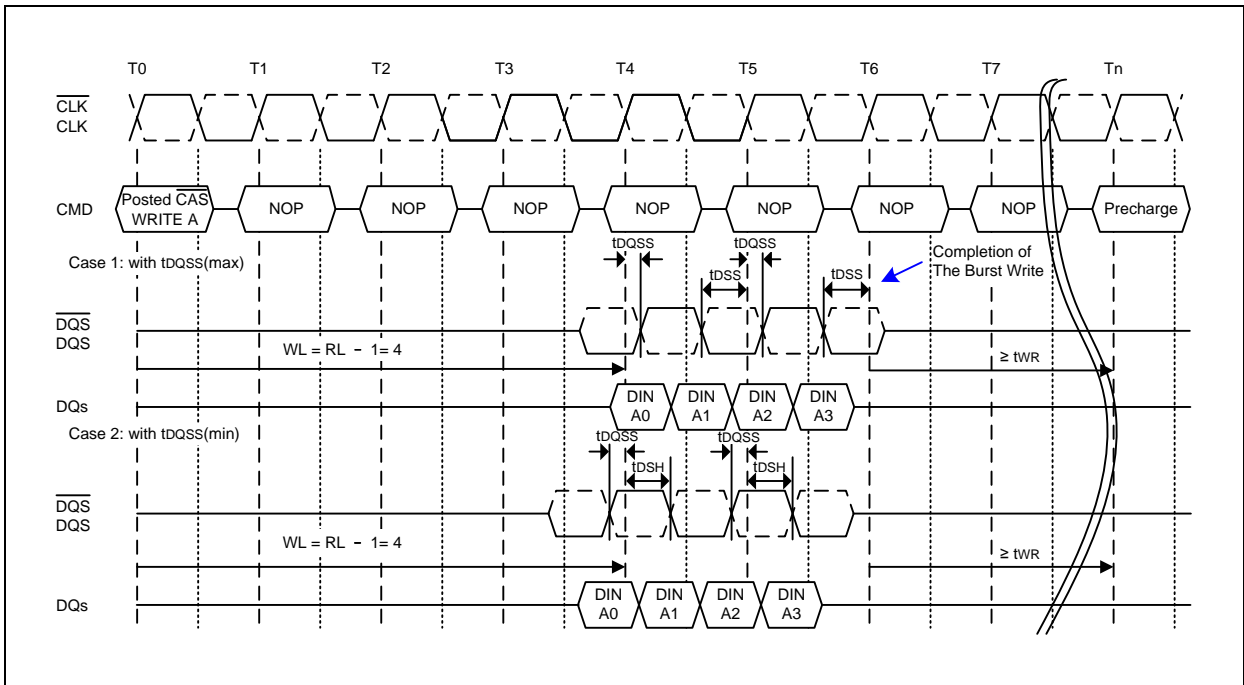 T0 T1 T2 T3 T4 T5 T6 T7 Tn
CLK
CLK
CMD
Posted CAS
WRITE A
NOP NOP NOP NOP NOP NOP NOP Precharge
Case 1: with tDQSS(max)
tDQSS tDQSS
tDSS tDSS
Completion of
The Burst Write
DQS
DQS
WL = RL - 1= 4
≥ tWR
DQs
DIN
A0
DIN
A1
DIN
A2
DIN
A3
Case 2: with tDQSS(min)
tDQSS tDQSS
tDSH tDSH
DQS
DQS
WL = RL - 1= 4
≥ tWR
DQs
DIN
A0
DIN
A1
DIN
A2
DIN
A3